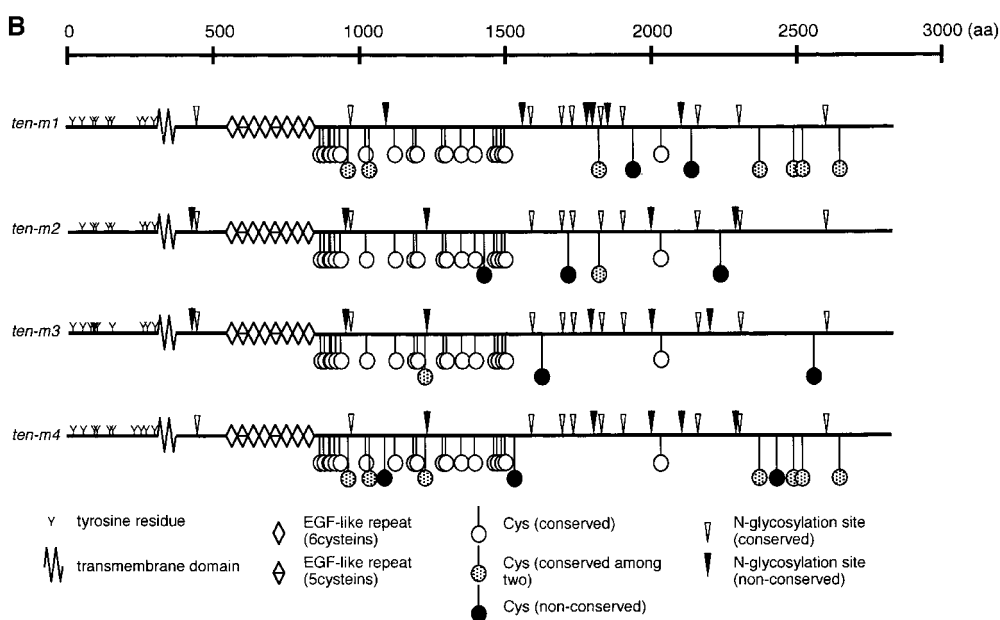 B
0 500 1000 1500 2000 2500 3000 (aa)
ten-m1
ten-m2
ten-m3
ten-m4
Y tyrosine residue
transmembrane domain
EGF-like repeat
(6cysteins)
EGF-like repeat
(5cysteins)
Cys (conserved)
Cys (conserved among
two)
Cys (non-conserved)
N-glycosylation site
(conserved)
N-glycosylation site
(non-conserved)